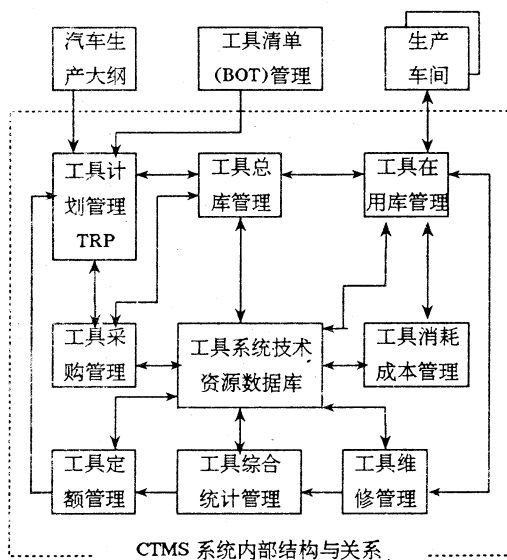 汽车生
产大纲
工具清单
(BOT)管理
生产
车间
工具计
划管理
TRP
工具总
库管理
工具在
用库管理
工具采
购管理
工具系统技术
资源数据库
工具消耗
成本管理
工具定
额管理
工具综合
统计管理
工具维
修管理
CTMS 系统内部结构与关系